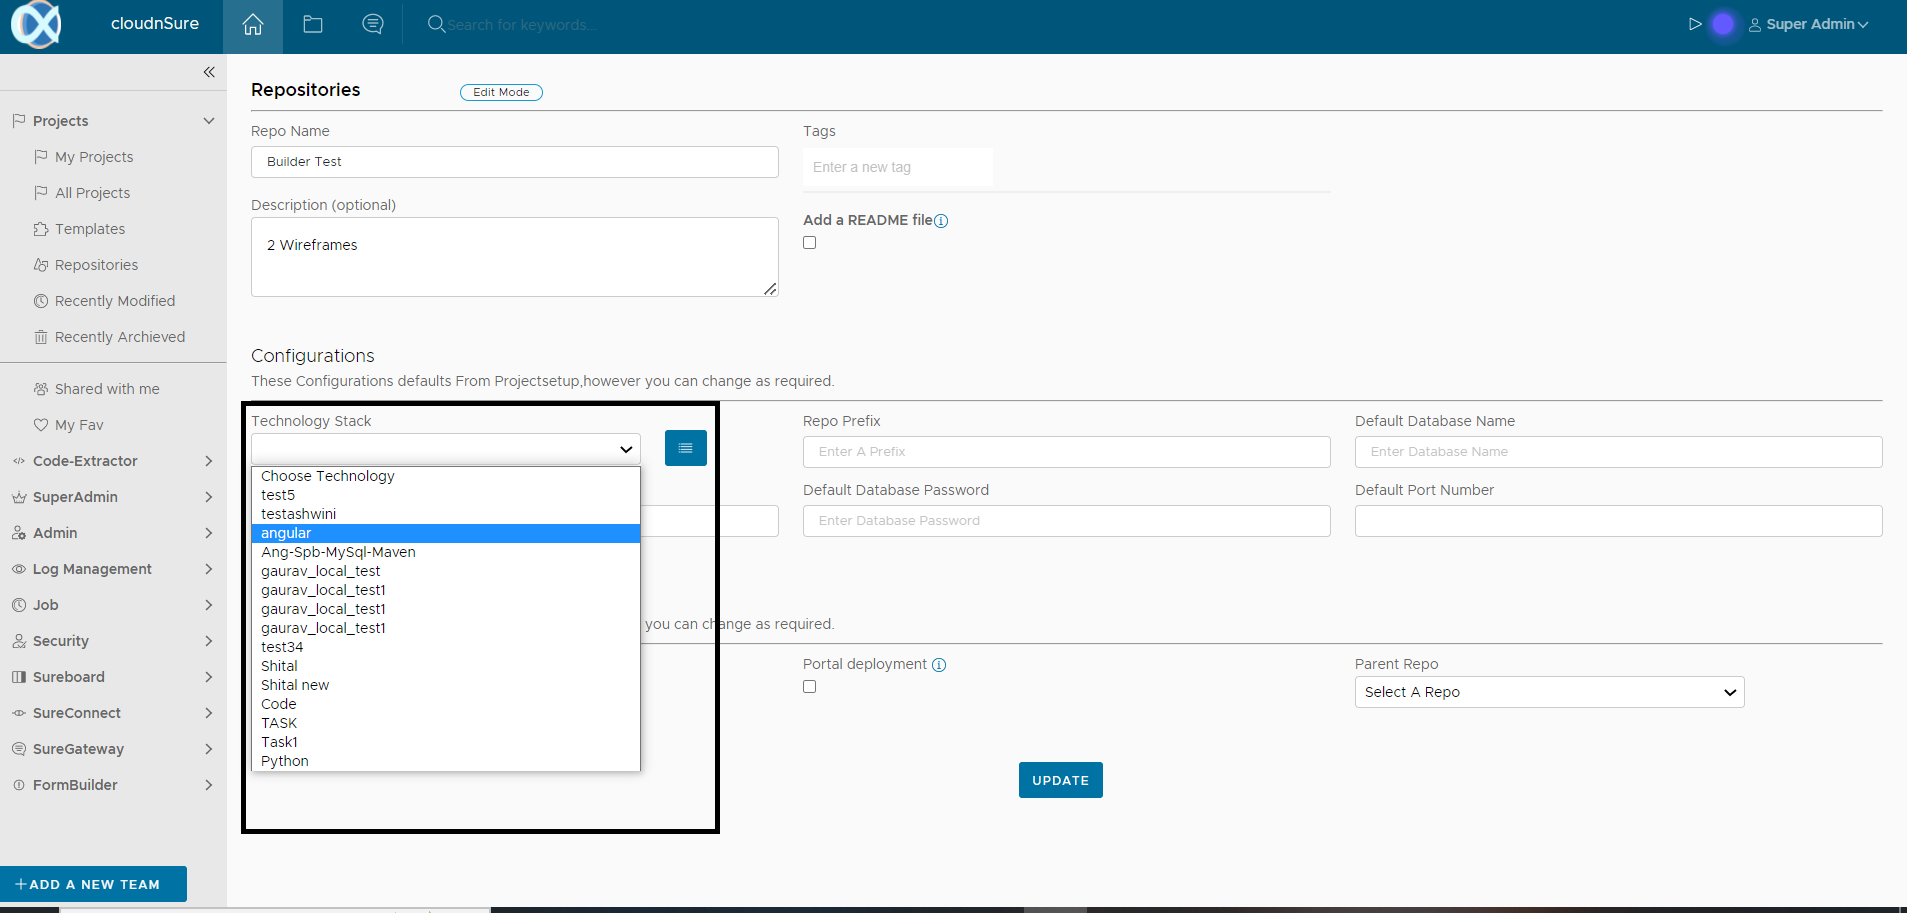 cloudnSure
Search for keywords...
Super Admin
Projects
My Projects
All Projects
Templates
Repositories
Recently Modified
Recently Archieved
Shared with me
My Fav
Code-Extractor
SuperAdmin
Admin
Log Management
Job
Security
Sureboard
SureConnect
SureGateway
FormBuilder
ADD A NEW TEAM
Repositories
Edit Mode
Repo Name
Builder Test
Tags
Enter a new tag
Description (optional)
2 Wireframes
Add a README file
Configurations
These Configurations defaults From Projectsetup,however you can change as required.
Technology Stack
Choose Technology
test5
testashwini
angular
Ang-Spb-MySql-Maven
gaurav_local_test
gaurav_local_test1
gaurav_local_test1
gaurav_local_test1
test34
Shital
Shital new
Code
TASK
Task1
Python
Repo Prefix
Enter A Prefix
Default Database Name
Enter Database Name
Default Database Password
Enter Database Password
Default Port Number
you can change as required.
Portal deployment
Parent Repo
Select A Repo
UPDATE